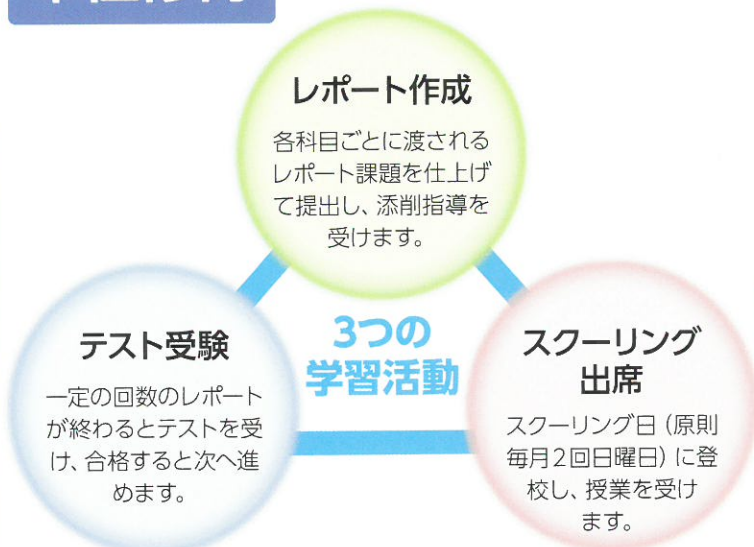 レポート作成
各科目ごとに渡される
レポート課題を仕上げ
て提出し、添削指導を
受けます。
3つの
学習活動
テスト受験
一定の回数のレポート
が終わるとテストを受
け、合格すると次へ進
めます。
スクーリング
出席
スクーリング日（原則
毎月2回日曜日）に登
校し、授業を受け
ます。